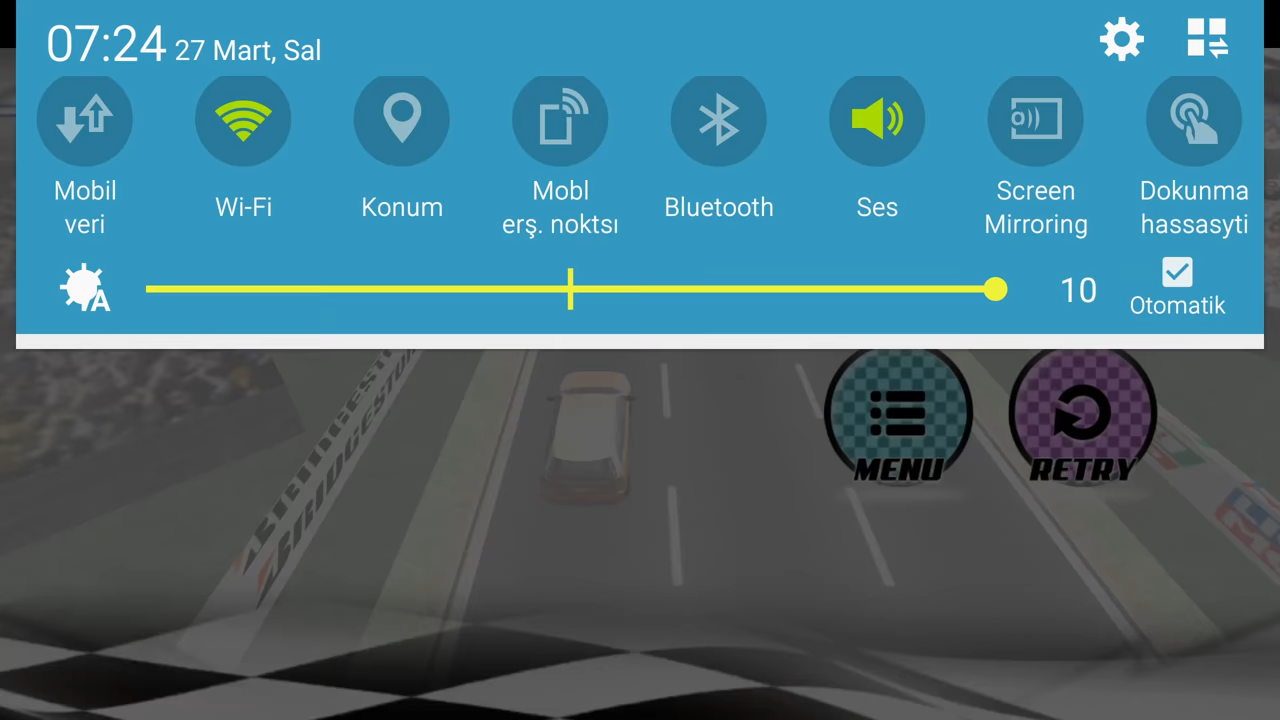 07:24 27 Mart, Sal
Mobil
veri
Wi-Fi
Konum
Mobl
erş. noktsı
Bluetooth
Ses
Screen
Mirroring
Dokunma
hassasyti
A
10
Otomatik
MENU
RETRY
BRIDGESTONE